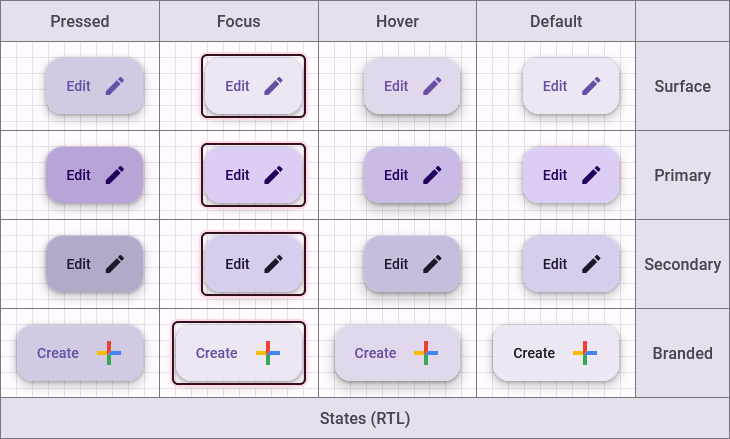 Pressed Focus Hover Default
Edit Edit Edit Edit Surface
Edit Edit Edit Edit Primary
Edit Edit Edit Edit Secondary
Create Create Create Create Branded
States (RTL)